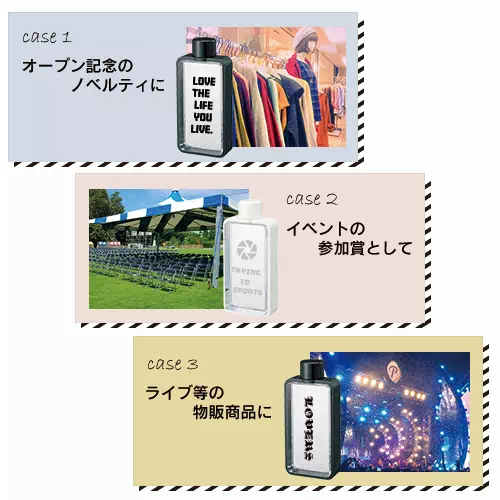 case 1
オープン記念の
ノベルティに
LOVE
THE
LIFE
YOU
LIVE.
case 2
イベントの
参加賞として
TRYING
TO
SPORTS
case 3
ライブ等の
物販商品に
LOVEWS
P